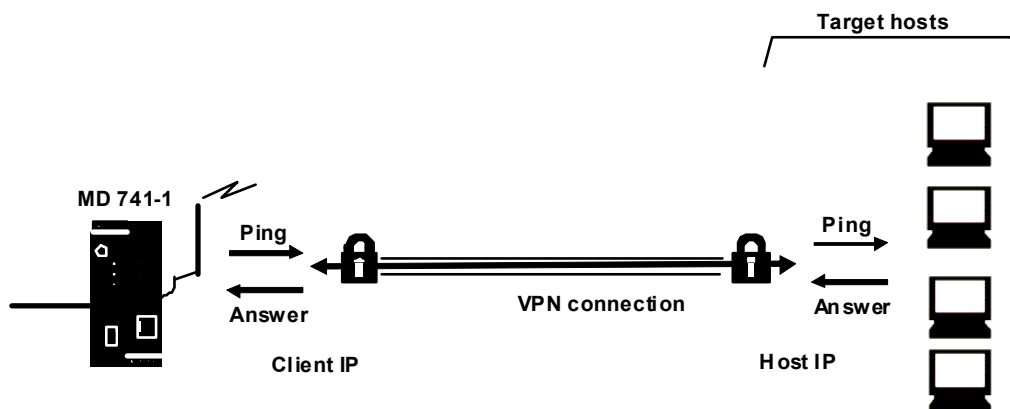 Target hosts
MD 741-1
Ping
Ping
Answer
VPN connection
Answer
Client IP
Host IP